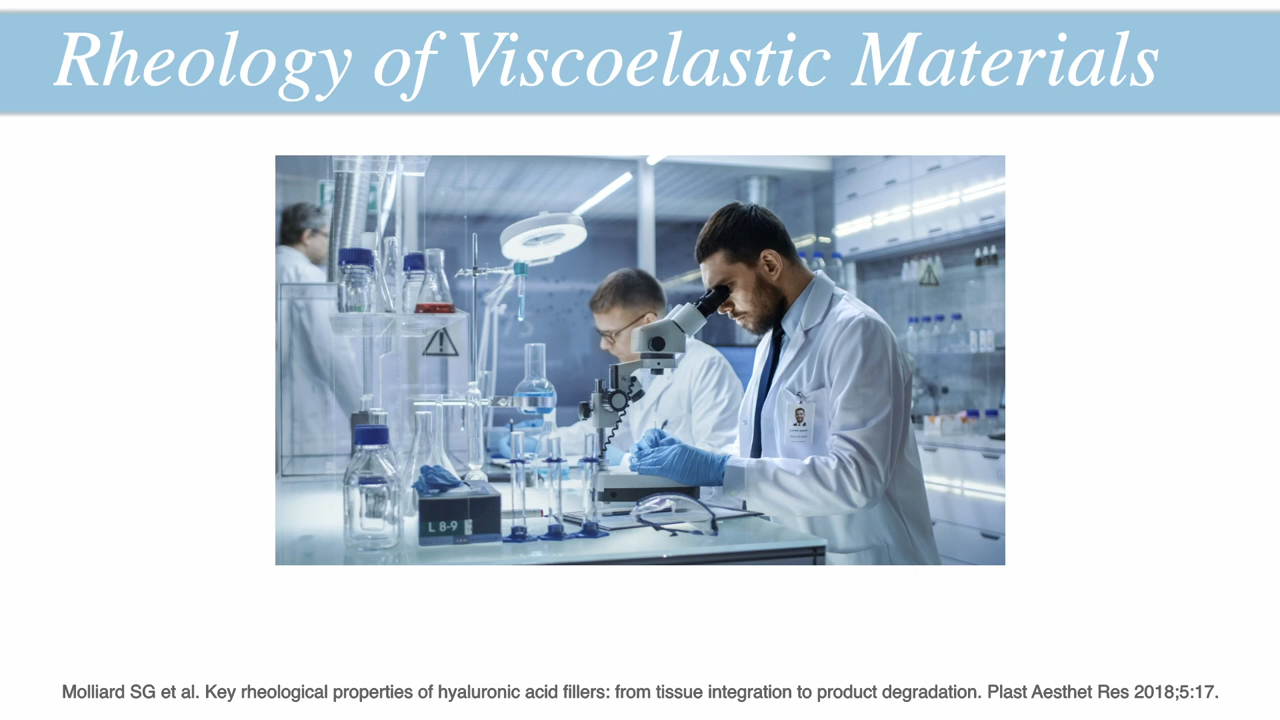 Rheology of Viscoelastic Materials
L 8-9
Molliard SG et al. Key rheological properties of hyaluronic acid fillers: from tissue integration to product degradation. Plast Aesthet Res 2018;5:17.